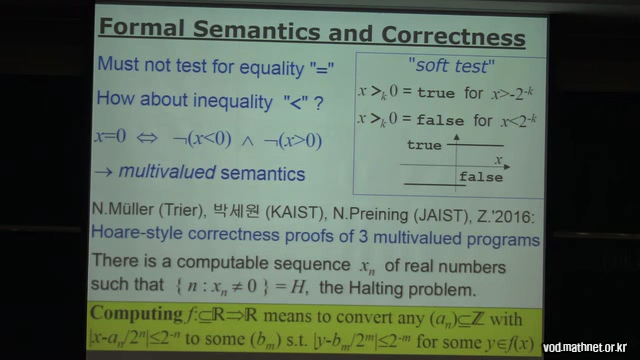 Formal Semantics and Correctness
Must not test for equality "="
How about inequality "<" ?
x=0 ⇔ ¬(x<0) ∧ ¬(x>0)
→ multivalued semantics
"soft test"
x >ₖ 0 = true for x>-2⁻ᵏ
x >ₖ 0 = false for x<2⁻ᵏ
true
x
false
N.Müller (Trier), 박세원 (KAIST), N.Preining (JAIST), Z.'2016:
Hoare-style correctness proofs of 3 multivalued programs
There is a computable sequence xₙ of real numbers
such that { n : xₙ ≠ 0 } = H, the Halting problem.
Computing f:⊆ℝ⇉ℝ means to convert any (aₙ)⊆ℤ with
|x-aₙ/2ⁿ|≤2⁻ⁿ to some (bₘ) s.t. |y-bₘ/2ᵐ|≤2⁻ᵐ for some y∈f(x)
vod.mathnet.or.kr